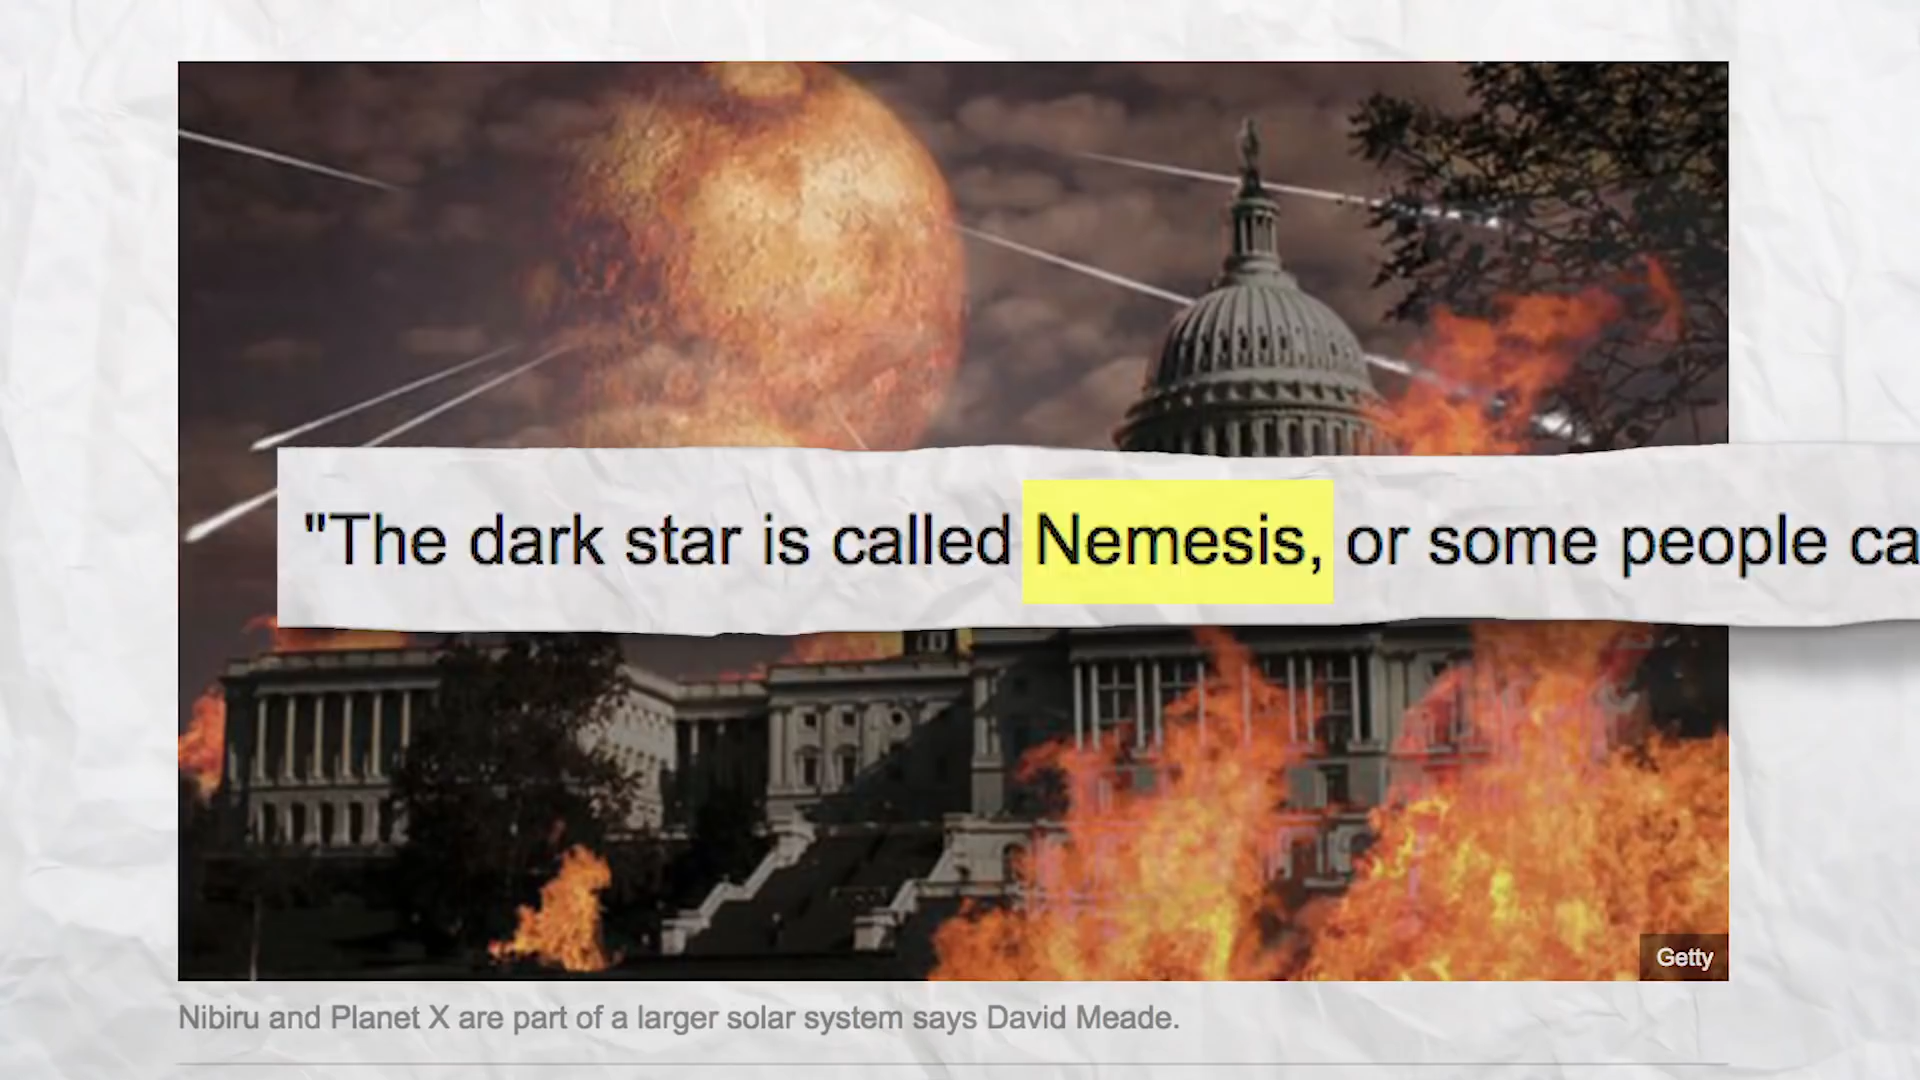 "The dark star is called Nemesis, or some people ca
Getty
Nibiru and Planet X are part of a larger solar system says David Meade.